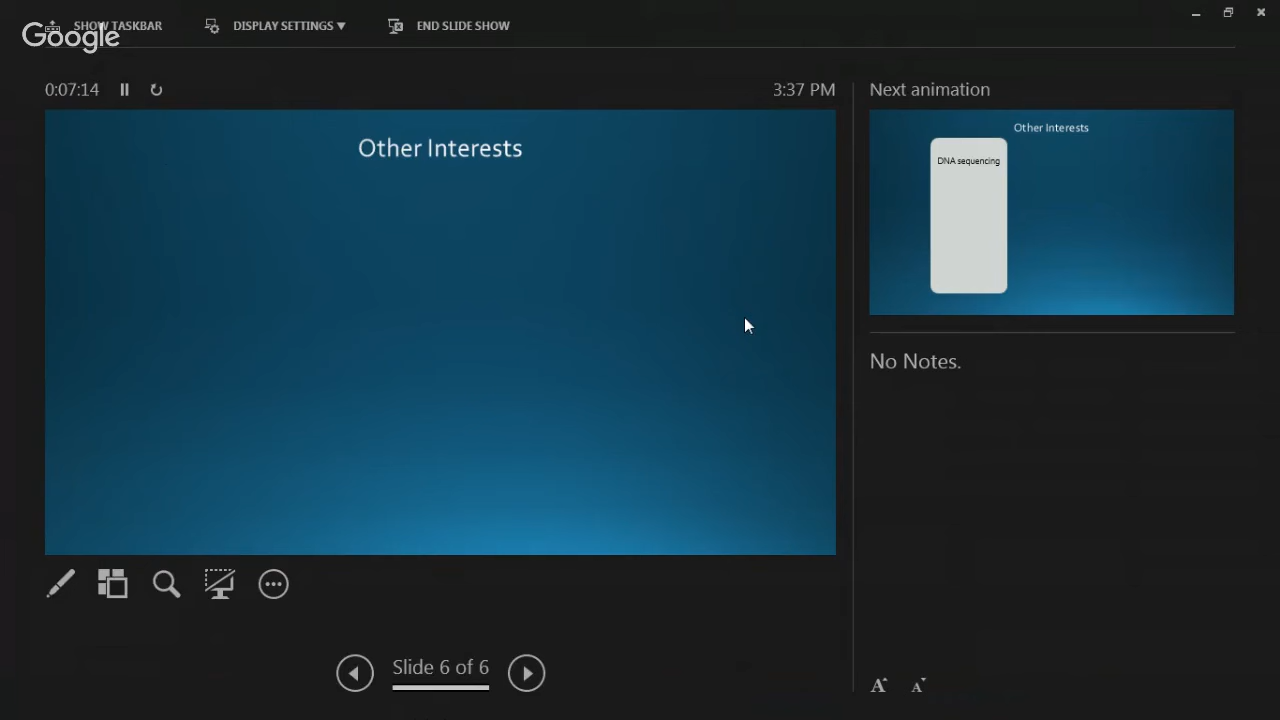 SHOW TASKBAR
DISPLAY SETTINGS ▼
END SLIDE SHOW
Google
0:07:14
3:37 PM
Other Interests
Slide 6 of 6
Next animation
Other Interests
DNA sequencing
No Notes.
A A